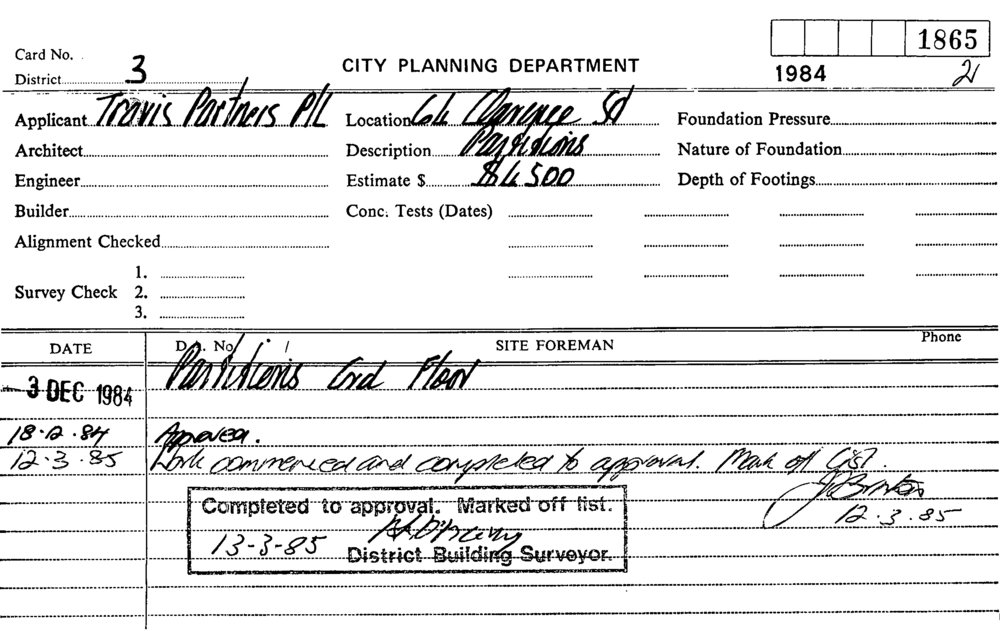 1865
Card No.
District 3
CITY PLANNING DEPARTMENT
1984 2
Applicant Travis Partners P/L Location Clarence St Foundation Pressure
Architect Description Partitions Nature of Foundation
Engineer Estimate $ Depth of Footings
Builder Conc. Tests (Dates)
Alignment Checked
1.
Survey Check 2.
3.
DATE No SITE FOREMAN Phone
Partitions Grd Floor
3 DEC 1984
18.12.84 Approved.
12.3.85 Work commenced and completed to approval. Mark off list.
12.3.85
Completed to approval. Marked off list.
13-3-85
District Building Surveyor.